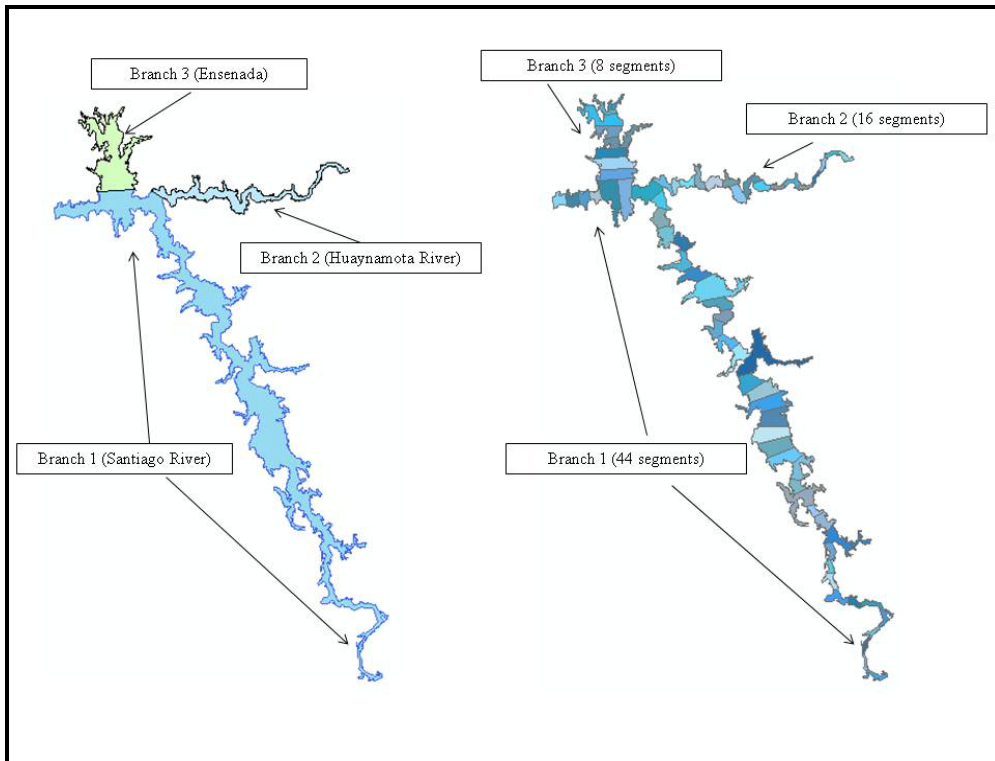 Branch 3 (Ensenada)
Branch 2 (Huaynamota River)
Branch 1 (Santiago River)
Branch 3 (8 segments)
Branch 2 (16 segments)
Branch 1 (44 segments)